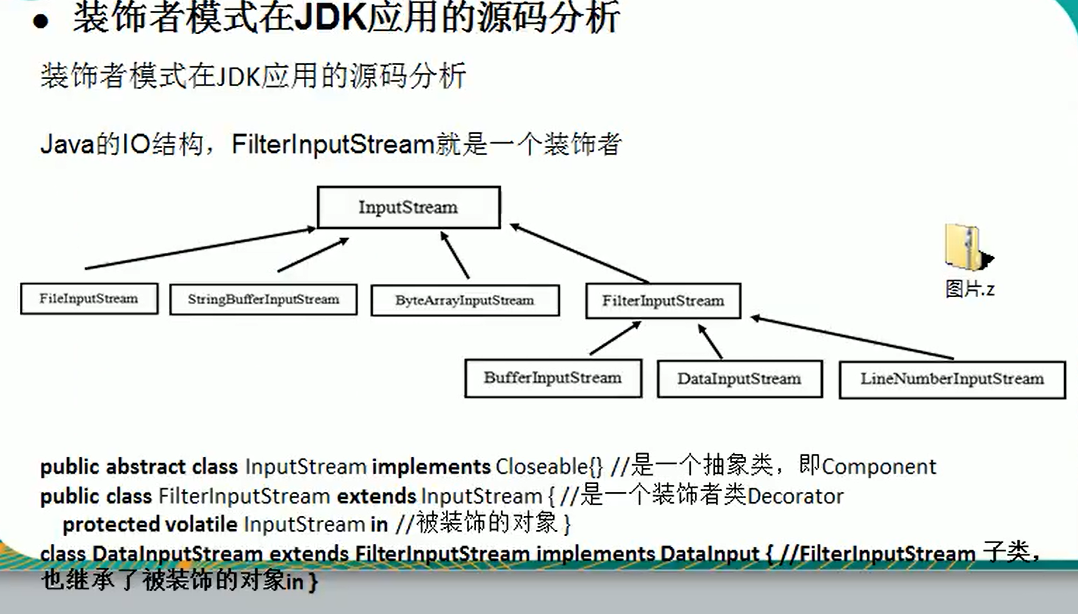 ● 装饰者模式在JDK应用的源码分析
装饰者模式在JDK应用的源码分析
Java的IO结构，FilterInputStream就是一个装饰者
InputStream
图片.z
FileInputStream
StringBufferInputStream
ByteArrayInputStream
FilterInputStream
BufferInputStream
DataInputStream
LineNumberInputStream
public abstract class InputStream implements Closeable{} //是一个抽象类，即Component
public class FilterInputStream extends InputStream { //是一个装饰者类Decorator
protected volatile InputStream in //被装饰的对象 }
class DataInputStream extends FilterInputStream implements DataInput { //FilterInputStream 子类，
也继承了被装饰的对象in }